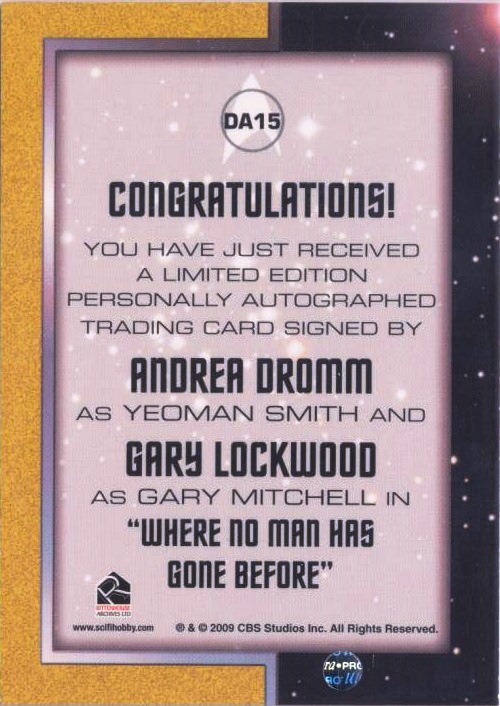 DA15
CONGRATULATIONS!
YOU HAVE JUST RECEIVED
A LIMITED EDITION
PERSONALLY AUTOGRAPHED
TRADING CARD SIGNED BY
ANDREA DROMM
AS YEOMAN SMITH AND
GARY LOCKWOOD
AS GARY MITCHELL IN
“WHERE NO MAN HAS
GONE BEFORE”
RITTENHOUSE
ARCHIVES LTD
www.scifihobby.com ® & © 2009 CBS Studios Inc. All Rights Reserved.